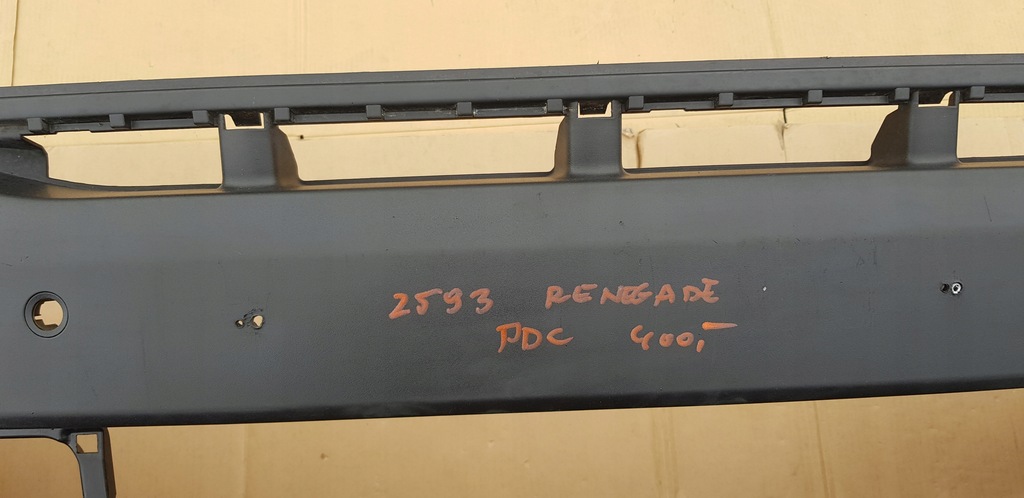 2593 RENEGADE
PDC 400,-